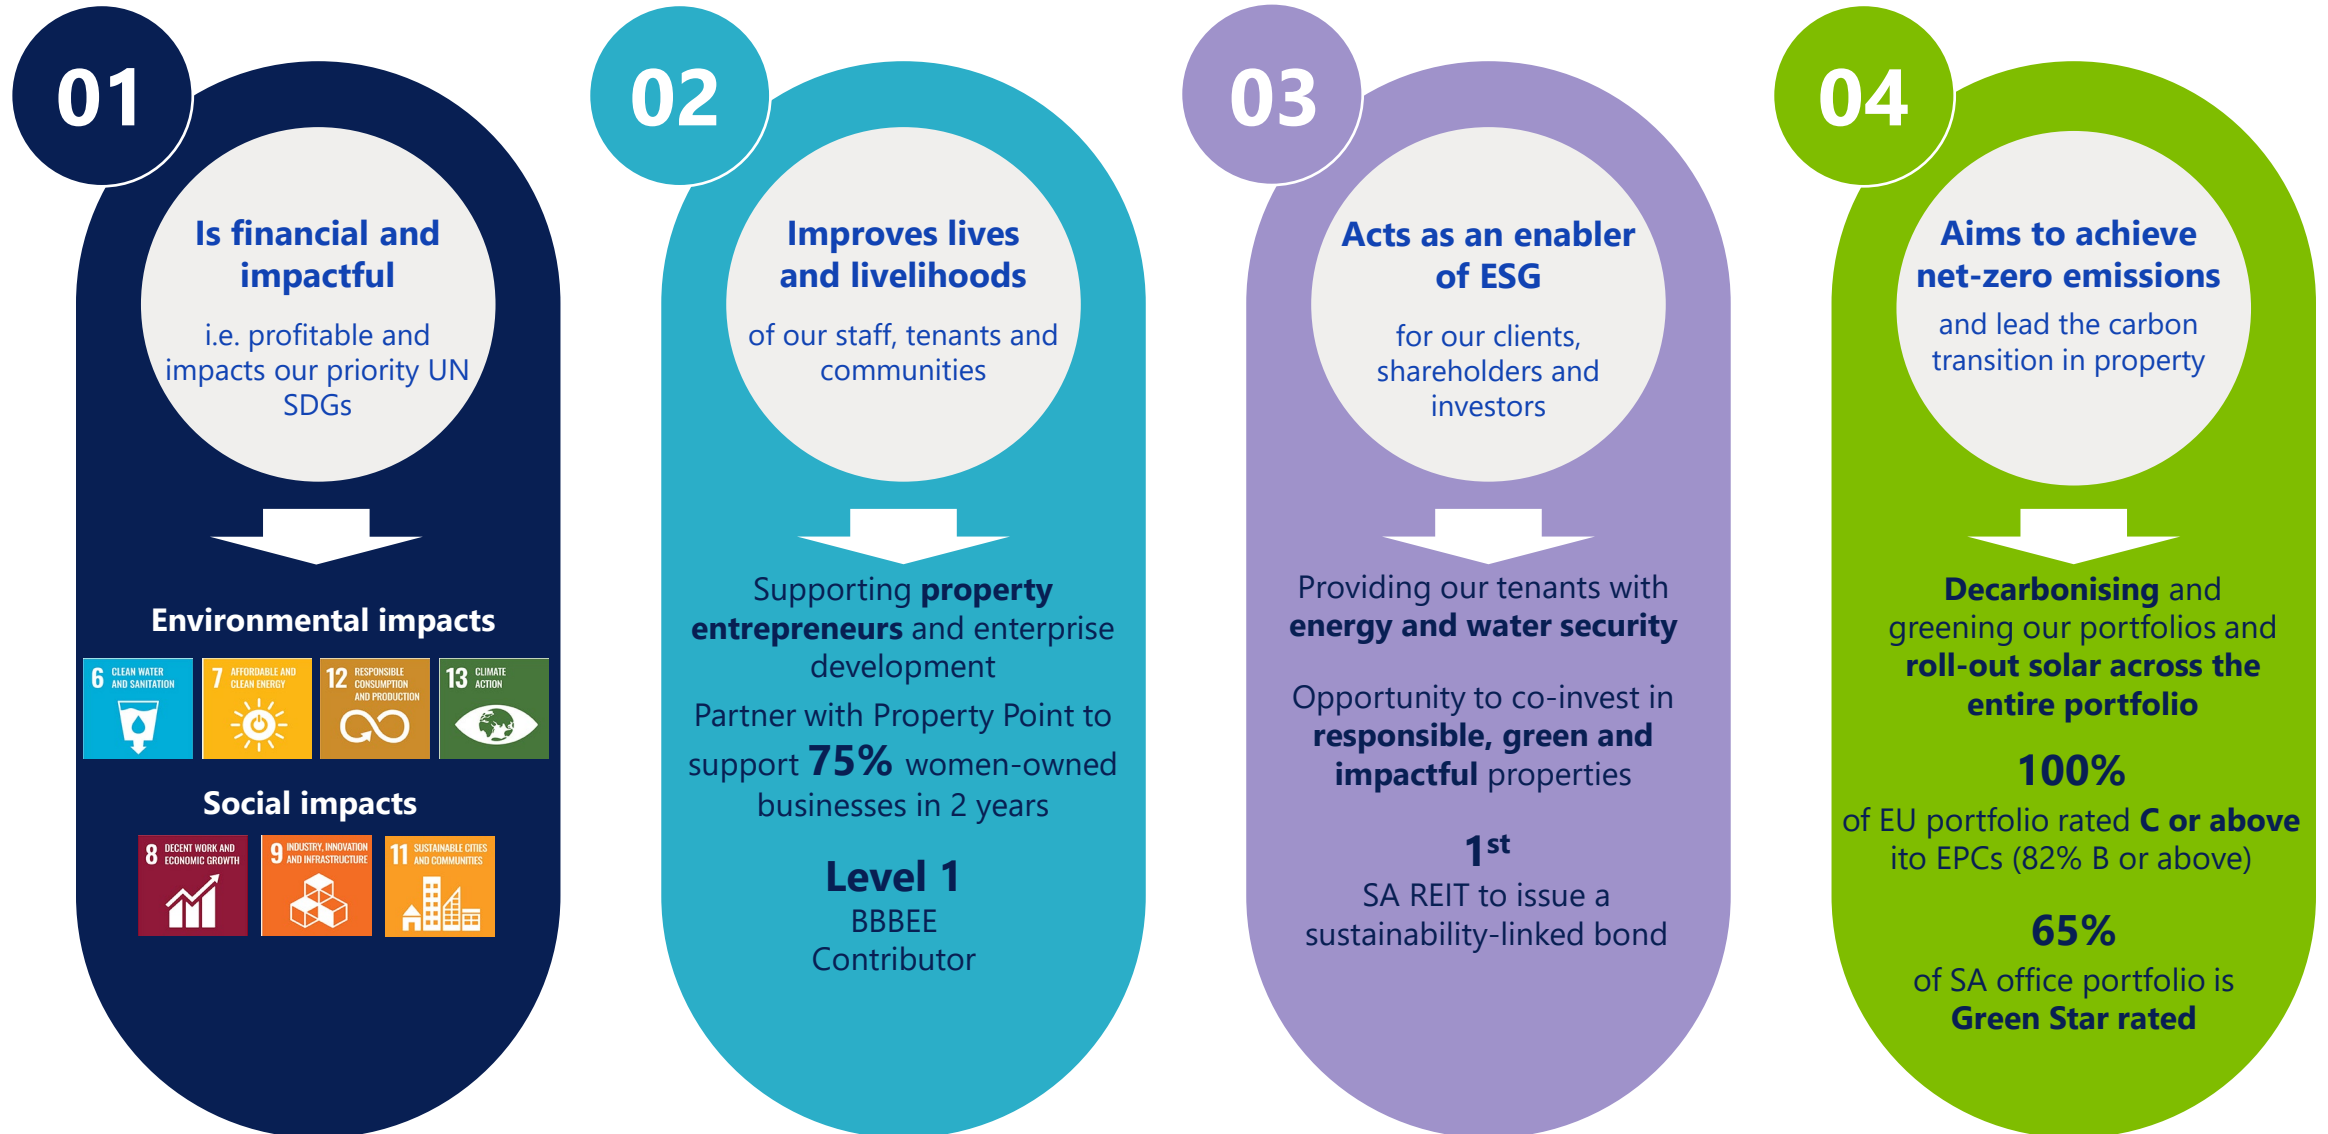 01
Is financial and
impactful
i.e. profitable and
impacts our priority UN
SDGs
Environmental impacts
6 CLEAN WATER
AND SANITATION
7 AFFORDABLE AND
CLEAN ENERGY
12 RESPONSIBLE
CONSUMPTION
AND PRODUCTION
13 CLIMATE
ACTION
Social impacts
8 DECENT WORK AND
ECONOMIC GROWTH
9 INDUSTRY, INNOVATION
AND INFRASTRUCTURE
11 SUSTAINABLE CITIES
AND COMMUNITIES
02
Improves lives
and livelihoods
of our staff, tenants and
communities
Supporting property
entrepreneurs and enterprise
development
Partner with Property Point to
support 75% women-owned
businesses in 2 years
Level 1
BBBEE
Contributor
03
Acts as an enabler
of ESG
for our clients,
shareholders and
investors
Providing our tenants with
energy and water security
Opportunity to co-invest in
responsible, green and
impactful properties
1st
SA REIT to issue a
sustainability-linked bond
04
Aims to achieve
net-zero emissions
and lead the carbon
transition in property
Decarbonising and
greening our portfolios and
roll-out solar across the
entire portfolio
100%
of EU portfolio rated C or above
ito EPCs (82% B or above)
65%
of SA office portfolio is
Green Star rated